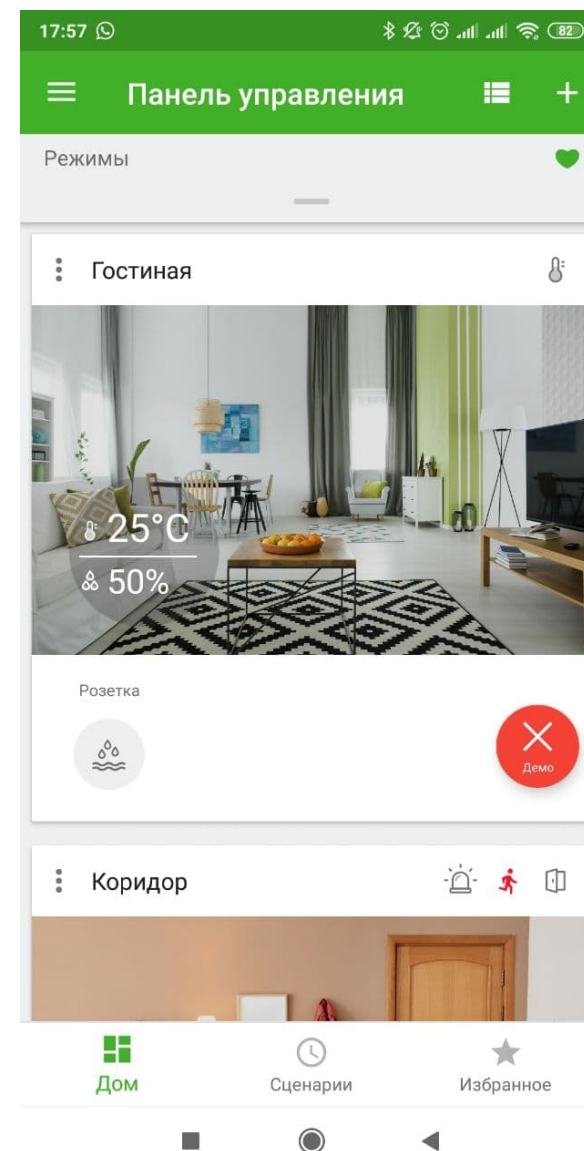 17:57
82
Панель управления
Режимы
Гостиная
25°C
50%
Розетка
Демо
Коридор
Дом
Сценарии
Избранное